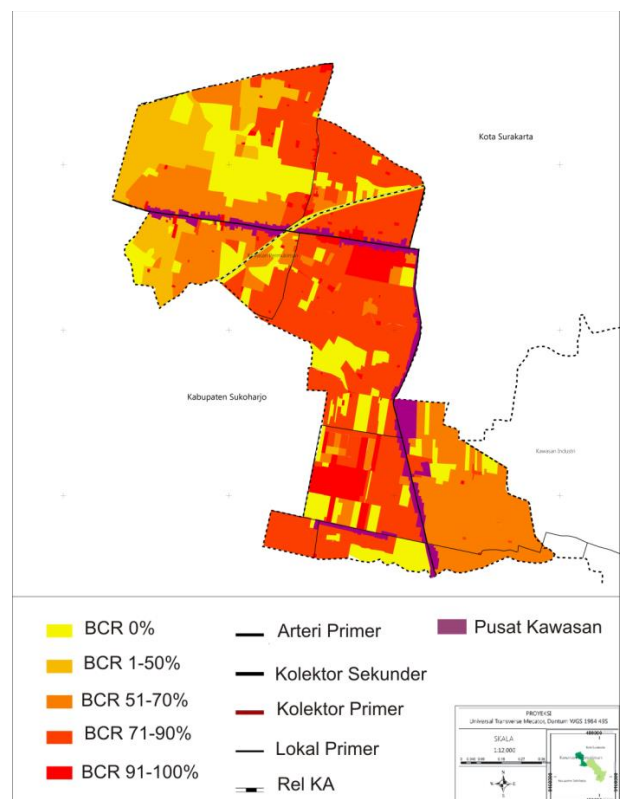 Kota Surakarta
Kabupaten Sukoharjo
Kawasan Industri
BCR 0%
BCR 1-50%
BCR 51-70%
BCR 71-90%
BCR 91-100%
Arteri Primer
Kolektor Sekunder
Kolektor Primer
Lokal Primer
Rel KA
Pusat Kawasan
PROYEKSI
Universal Transverse Mecator, Dantum WGS 1984 49S
SKALA
1:12.000
N